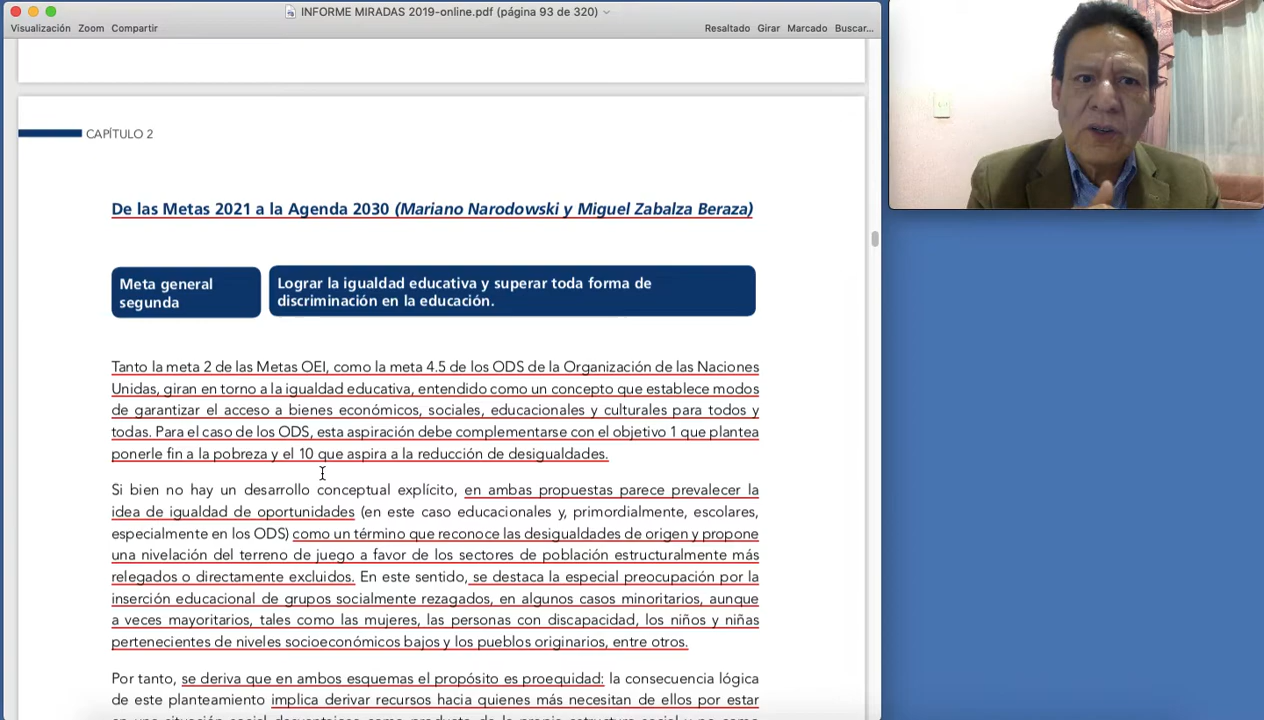 INFORME MIRADAS 2019-online.pdf (página 93 de 320)
Visualización Zoom Compartir Resaltado Girar Marcado Buscar...
CAPÍTULO 2
De las Metas 2021 a la Agenda 2030 (Mariano Narodowski y Miguel Zabalza Beraza)
Meta general
segunda
Lograr la igualdad educativa y superar toda forma de
discriminación en la educación.
Tanto la meta 2 de las Metas OEI, como la meta 4.5 de los ODS de la Organización de las Naciones
Unidas, giran en torno a la igualdad educativa, entendido como un concepto que establece modos
de garantizar el acceso a bienes económicos, sociales, educacionales y culturales para todos y
todas. Para el caso de los ODS, esta aspiración debe complementarse con el objetivo 1 que plantea
ponerle fin a la pobreza y el 10 que aspira a la reducción de desigualdades.
Si bien no hay un desarrollo conceptual explícito, en ambas propuestas parece prevalecer la
idea de igualdad de oportunidades (en este caso educacionales y, primordialmente, escolares,
especialmente en los ODS) como un término que reconoce las desigualdades de origen y propone
una nivelación del terreno de juego a favor de los sectores de población estructuralmente más
relegados o directamente excluidos. En este sentido, se destaca la especial preocupación por la
inserción educacional de grupos socialmente rezagados, en algunos casos minoritarios, aunque
a veces mayoritarios, tales como las mujeres, las personas con discapacidad, los niños y niñas
pertenecientes de niveles socioeconómicos bajos y los pueblos originarios, entre otros.
Por tanto, se deriva que en ambos esquemas el propósito es proequidad: la consecuencia lógica
de este planteamiento implica derivar recursos hacia quienes más necesitan de ellos por estar